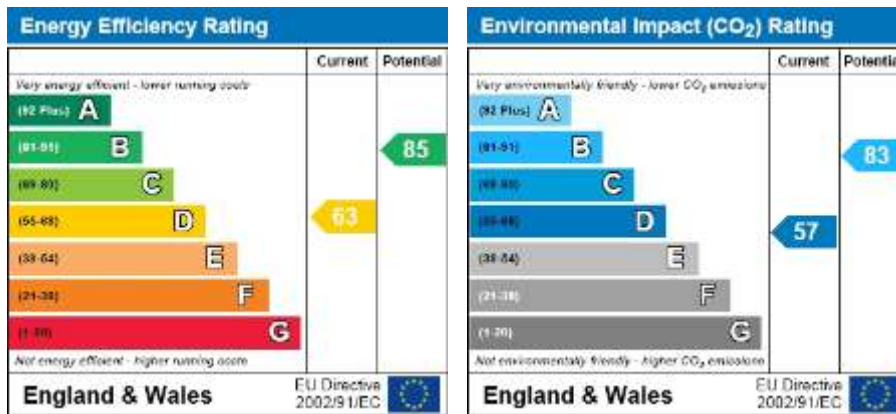 Energy Efficiency Rating
Current Potential
Very energy efficient - lower running costs
(92 Plus) A
(81-91) B
(69-80) C
(55-68) D
(39-54) E
(21-38) F
(1-20) G
85
63
Not energy efficient - higher running costs
England & Wales
EU Directive
2002/91/EC
Environmental Impact (CO₂) Rating
Current Potentia
Very environmentally friendly - lower CO₂ emissions
(92 Plus) A
(81-91) B
(69-80) C
(55-68) D
(39-54) E
(21-38) F
(1-20) G
83
57
Not environmentally friendly - higher CO₂ emissions
England & Wales
EU Directive
2002/91/EC